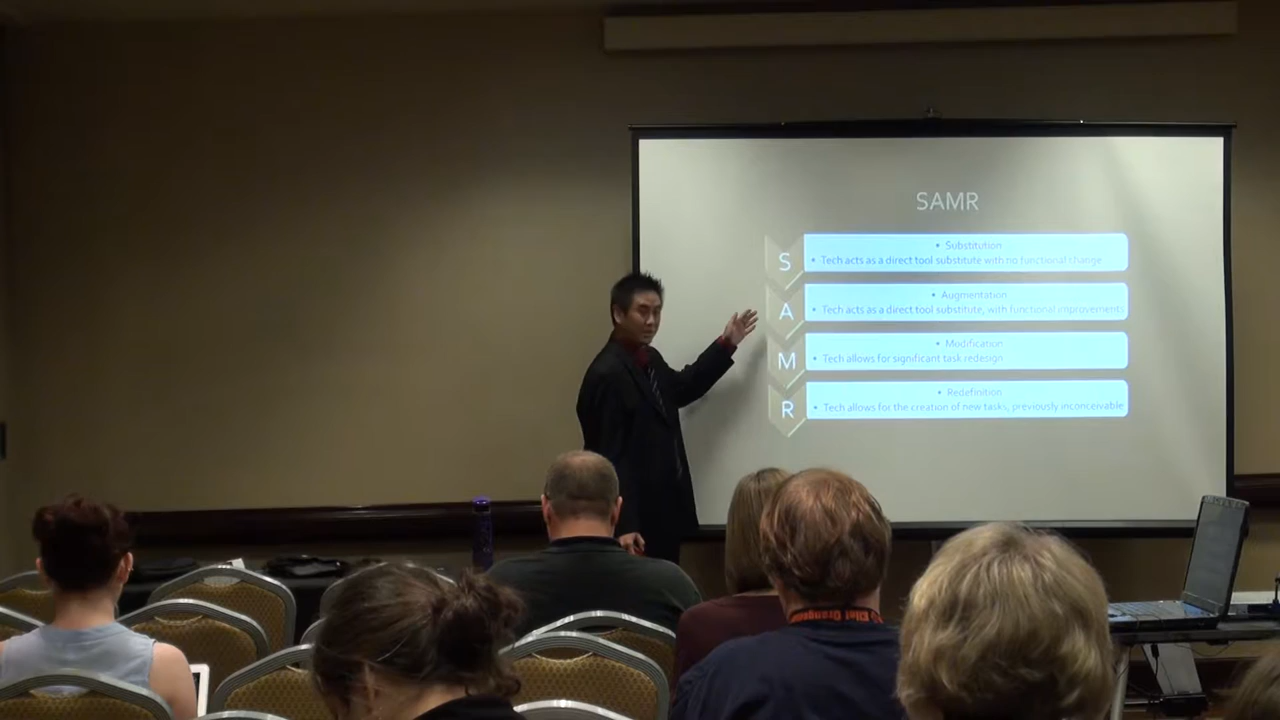 SAMR
S
• Substitution
• Tech acts as a direct tool substitute with no functional change
A
• Augmentation
• Tech acts as a direct tool substitute, with functional improvements
M
• Modification
• Tech allows for significant task redesign
R
• Redefinition
• Tech allows for the creation of new tasks, previously inconceivable